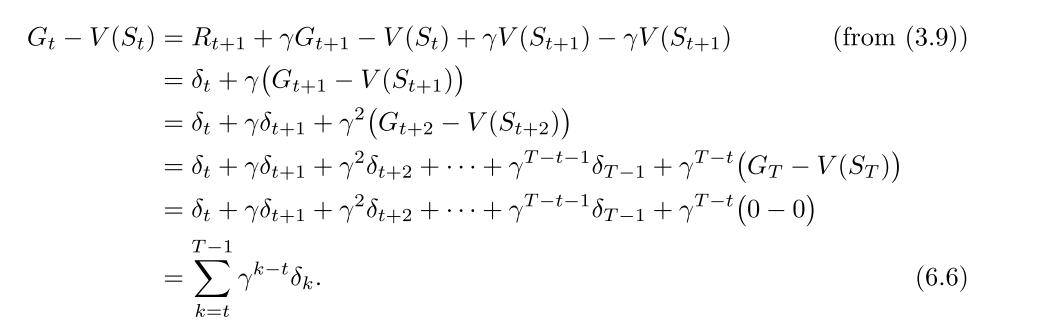 G_t − V(S_t) = R_{t+1} + γG_{t+1} − V(S_t) + γV(S_{t+1}) − γV(S_{t+1}) (from (3.9))
= δ_t + γ(G_{t+1} − V(S_{t+1}))
= δ_t + γδ_{t+1} + γ^2(G_{t+2} − V(S_{t+2}))
= δ_t + γδ_{t+1} + γ^2δ_{t+2} + ··· + γ^{T−t−1}δ_{T−1} + γ^{T−t}(G_T − V(S_T))
= δ_t + γδ_{t+1} + γ^2δ_{t+2} + ··· + γ^{T−t−1}δ_{T−1} + γ^{T−t}(0 − 0)
= ∑_{k=t}^{T−1} γ^{k−t}δ_k. (6.6)